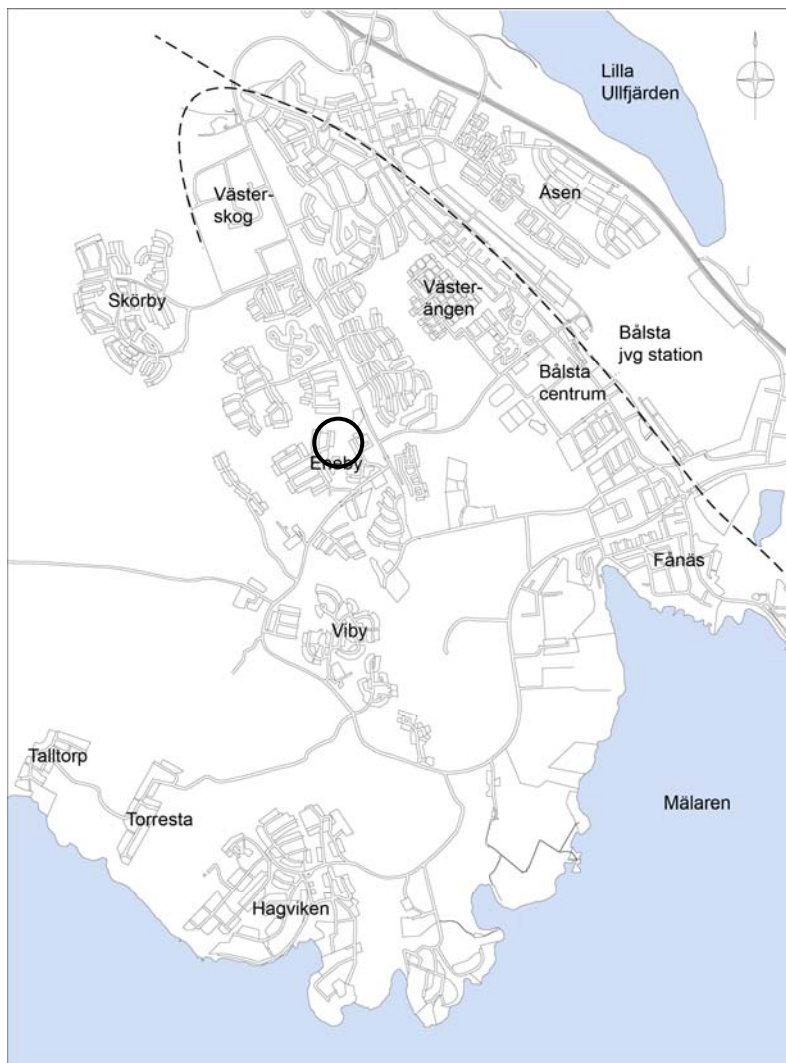 Lilla
Ullfjärden
Åsen
Väster-
skog
Skörby
Väster-
ängen
Bålsta
jvg station
Bålsta
centrum
Ensby
Fånäs
Viby
Talltorp
Torresta
Mälaren
Hagviken